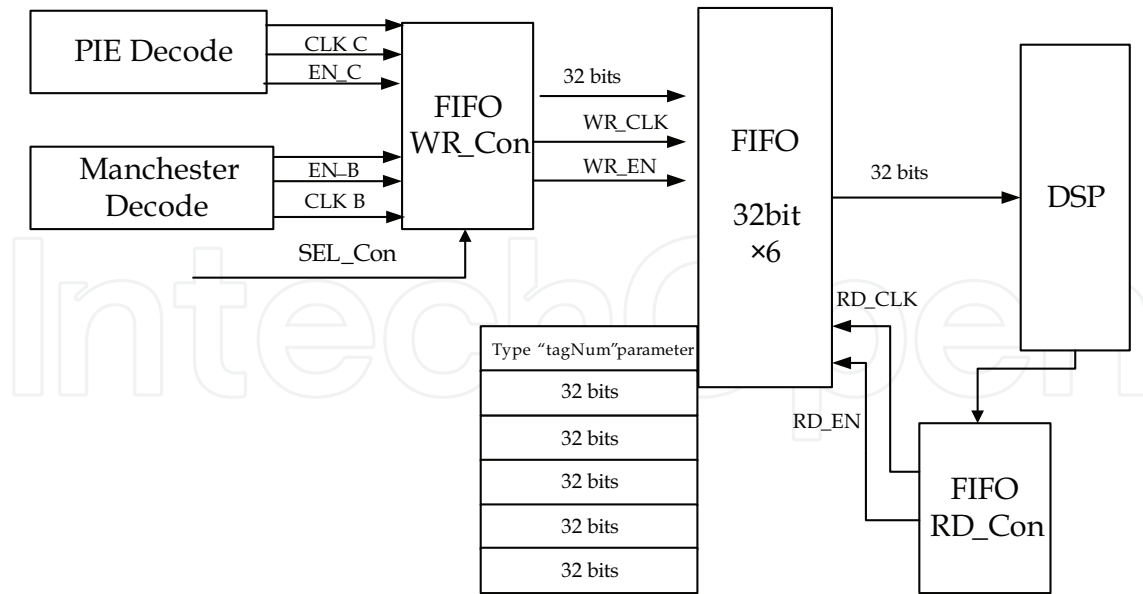 PIE Decode
CLK C
EN_C
Manchester
Decode
EN_B
CLK B
SEL_Con
FIFO
WR_Con
32 bits
WR_CLK
WR_EN
FIFO
32bit
×6
32 bits
DSP
RD_CLK
RD_EN
FIFO
RD_Con
Type “tagNum”parameter
32 bits
32 bits
32 bits
32 bits
32 bits
IntechOpen